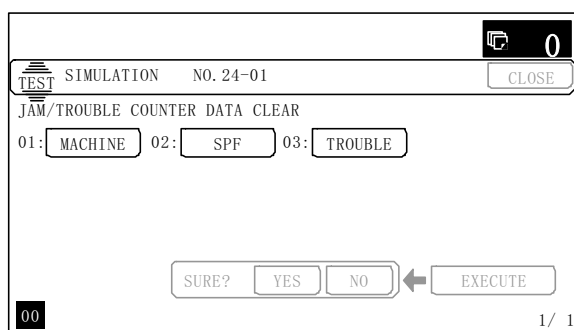 0
TEST SIMULATION NO. 24-01 CLOSE
JAM/TROUBLE COUNTER DATA CLEAR
01: MACHINE 02: SPF 03: TROUBLE
SURE? YES NO EXECUTE
00 1/ 1